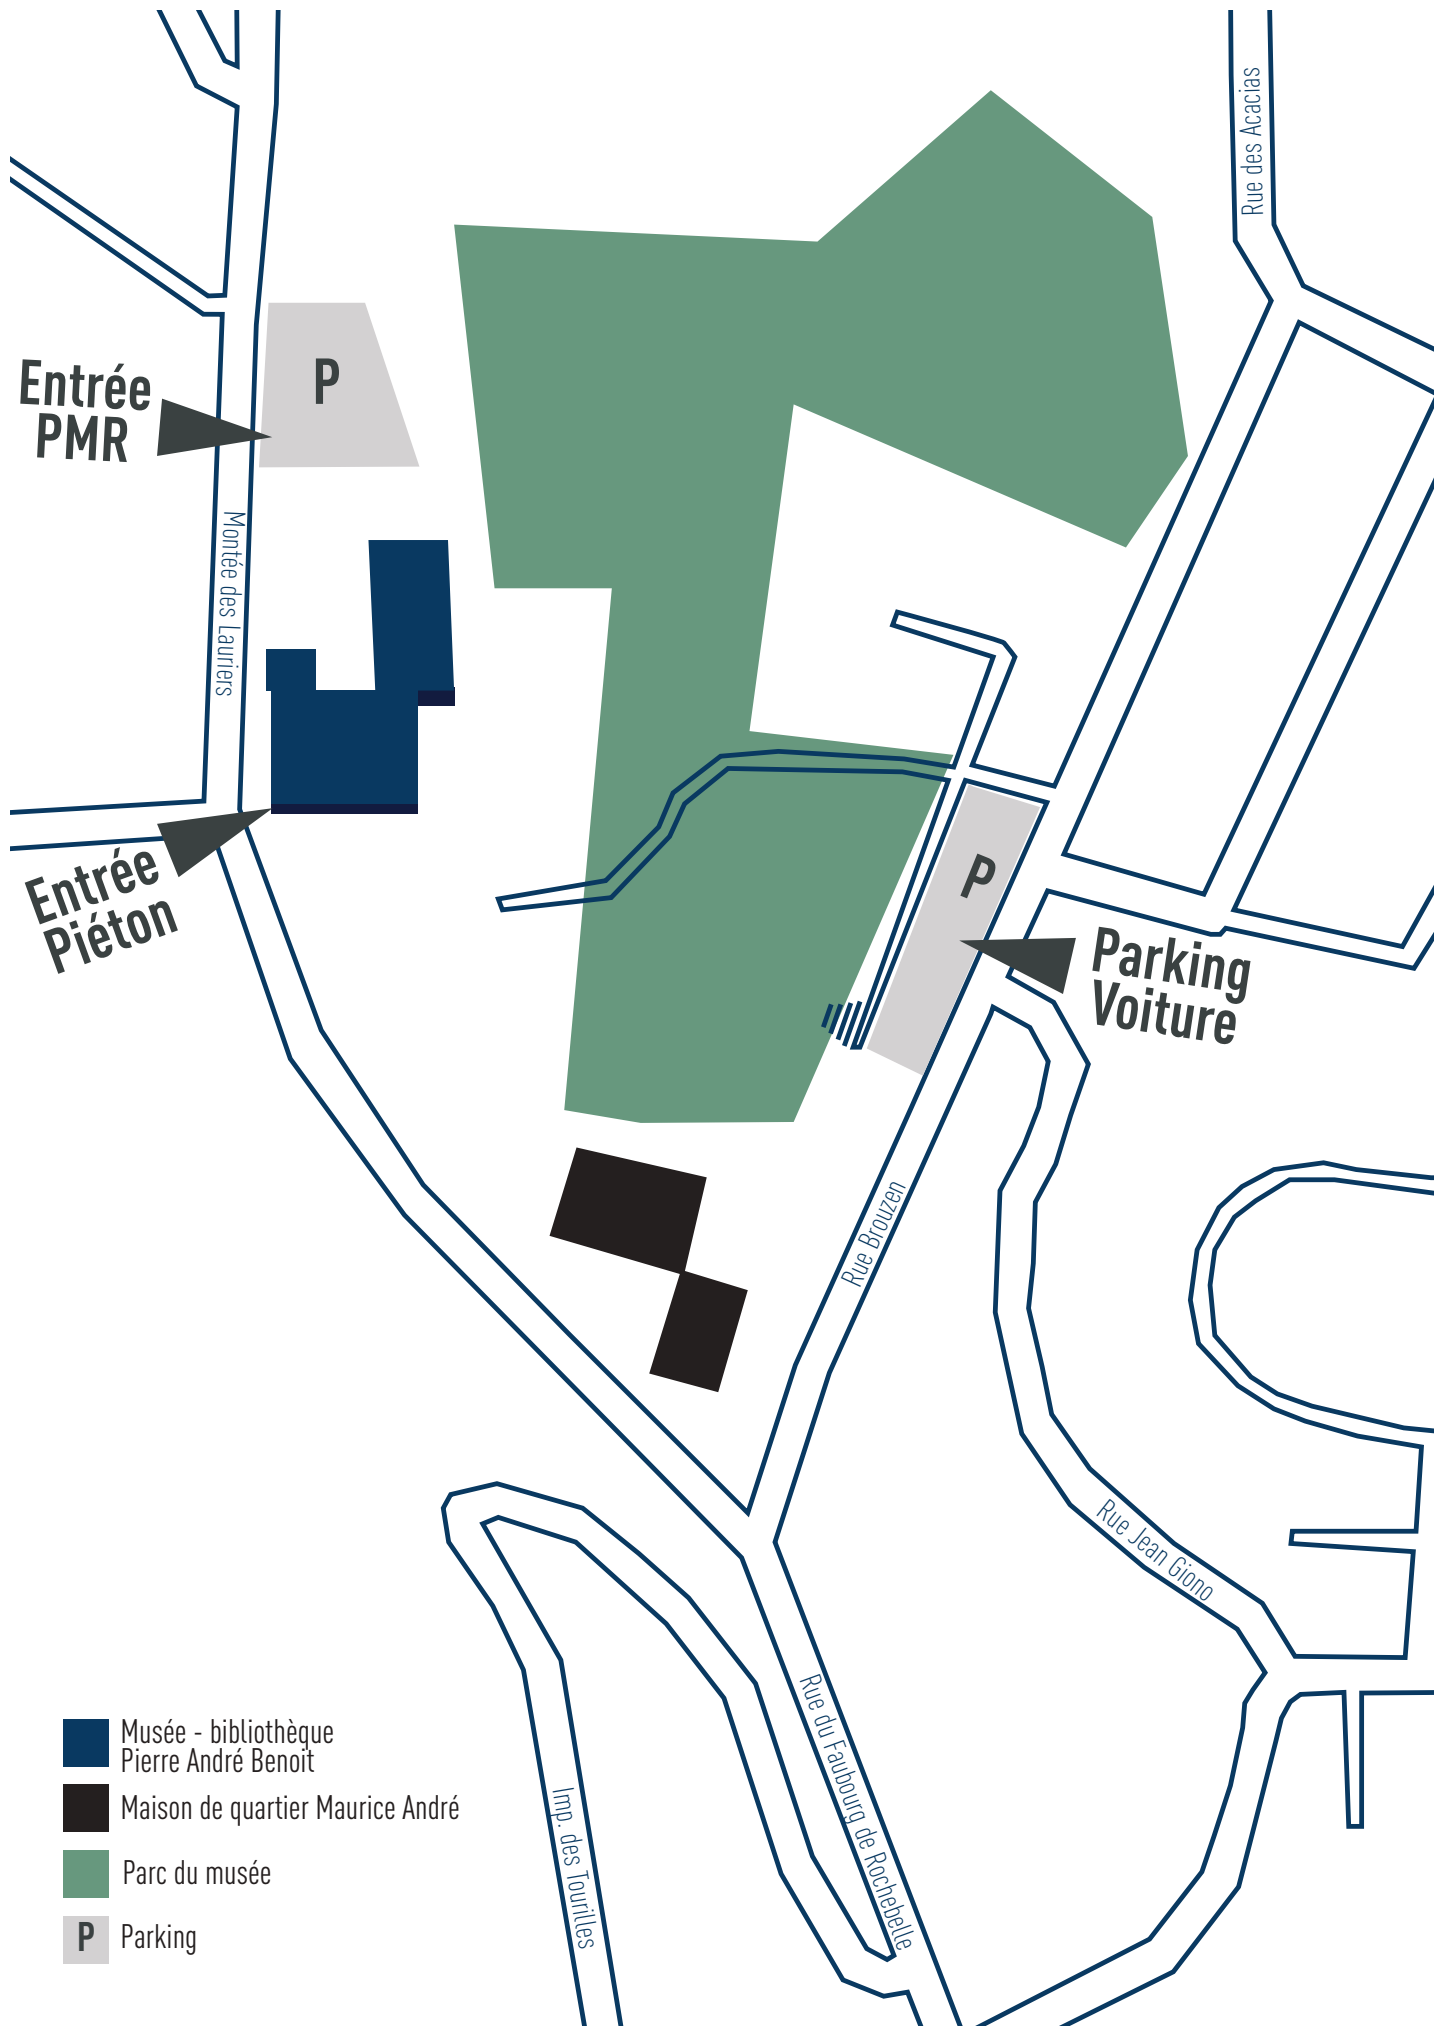 Rue des Acacias
P
Entrée
PMR
Montée des Lauriers
Entrée
Piéton
P
Parking
Voiture
Rue Brouzen
Rue Jean Giono
Rue du Faubourg de Rochebelle
Imp. des Tourilles
Musée - bibliothèque
Pierre André Benoit
Maison de quartier Maurice André
Parc du musée
P Parking